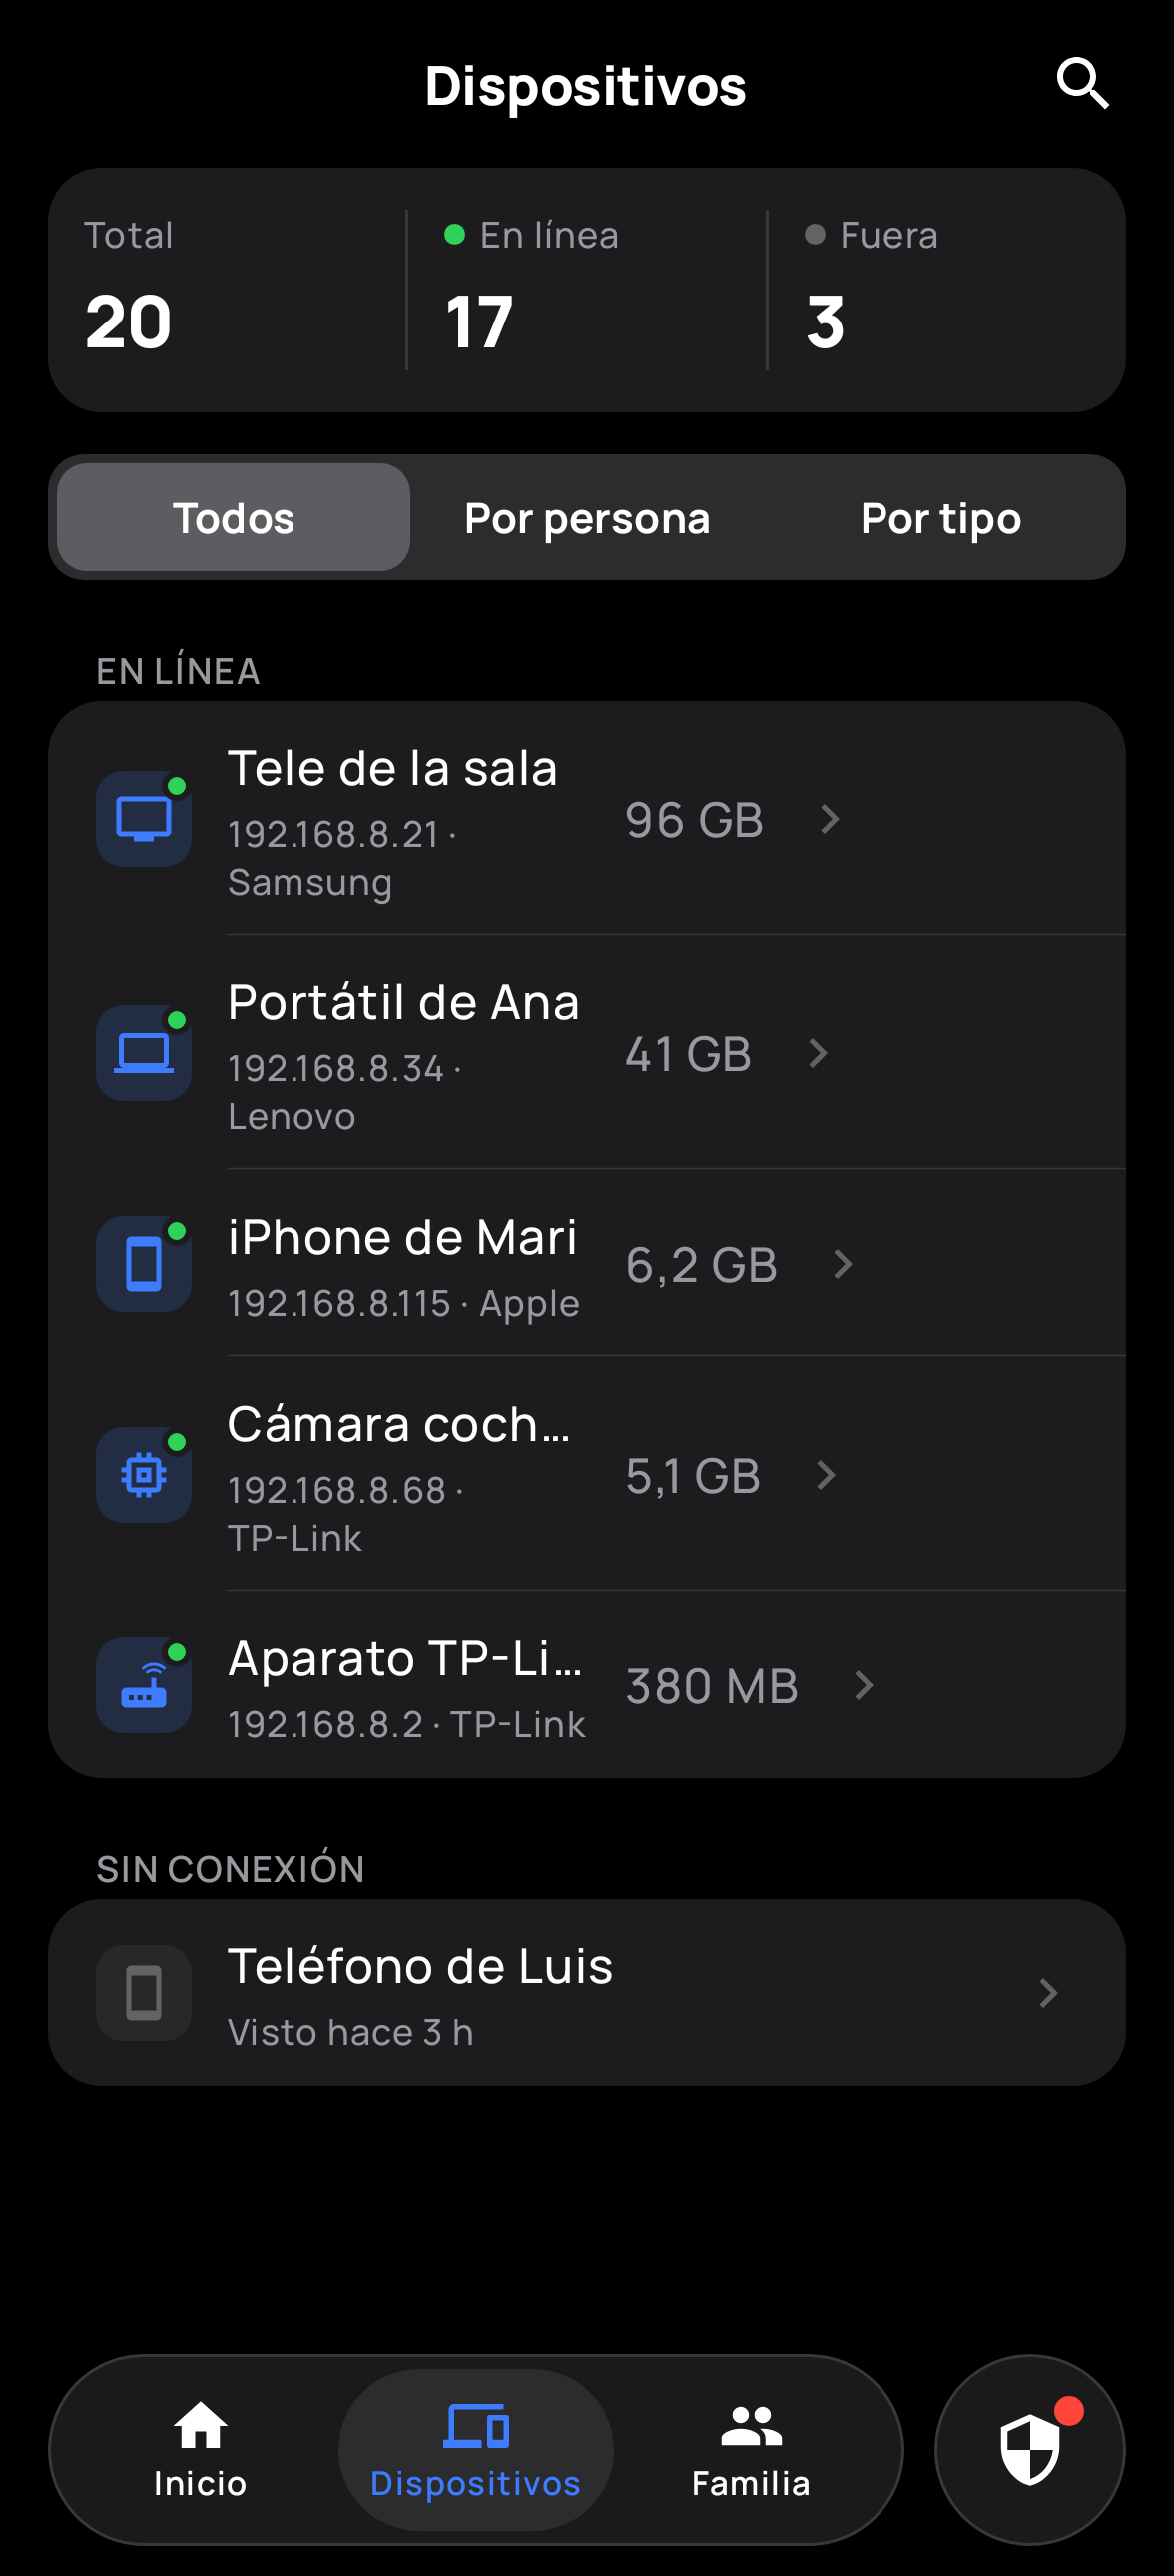 Dispositivos
Total
En línea
Fuera
20
17
3
Todos
Por persona
Por tipo
EN LÍNEA
Tele de la sala
192.168.8.21 ·
Samsung
96 GB
Portátil de Ana
192.168.8.34 ·
Lenovo
41 GB
iPhone de Mari
192.168.8.115 · Apple
6,2 GB
Cámara coch…
192.168.8.68 ·
TP-Link
5,1 GB
Aparato TP-Li…
192.168.8.2 · TP-Link
380 MB
SIN CONEXIÓN
Teléfono de Luis
Visto hace 3 h
Inicio
Dispositivos
Familia